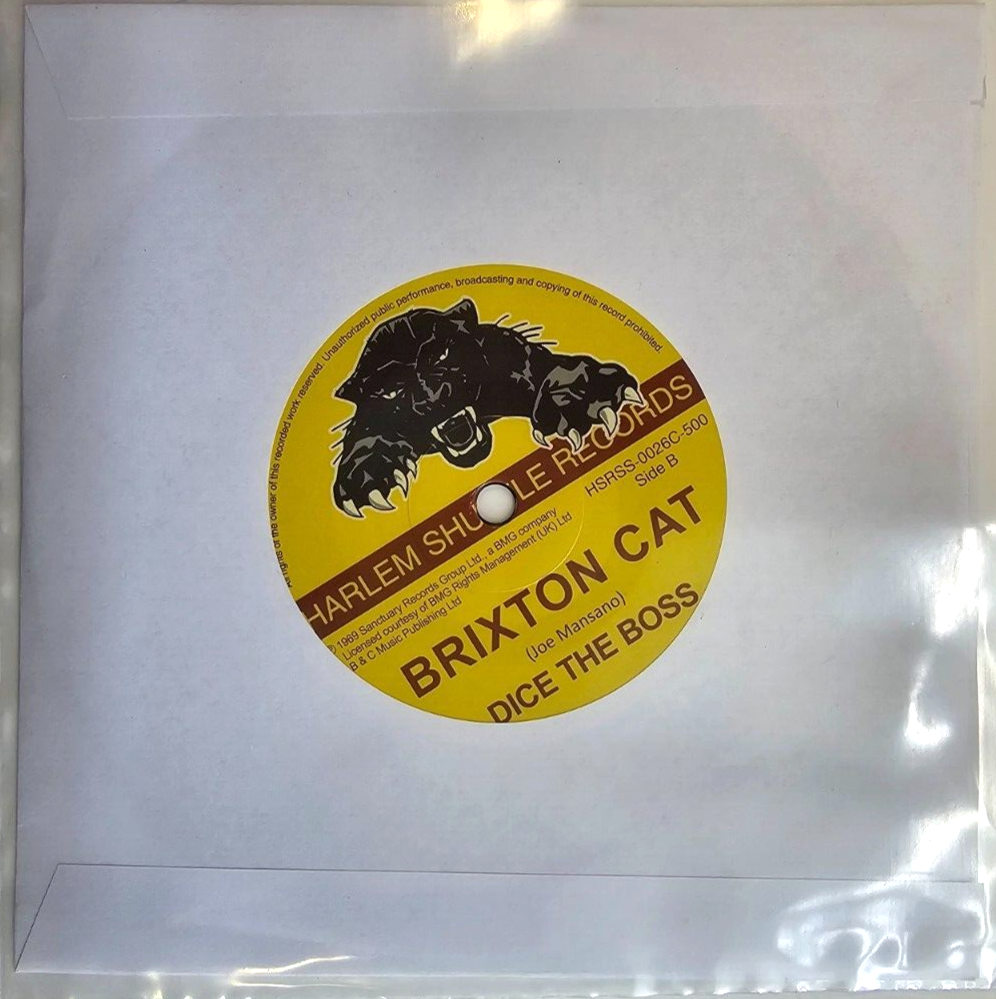 rights of the owner of this recorded work reserved. Unauthorized public performance, broadcasting and copying of this record prohibited.
HARLEM SHU LE RECORDS
HSRSS-0026C-500
Side B
1969 Sanctuary Records Group Ltd., a BMG company
Licensed courtesy of BMG Rights Management (UK) Ltd
B & C Music Publishing Ltd
BRIXTON CAT
(Joe Mansano)
DICE THE BOSS